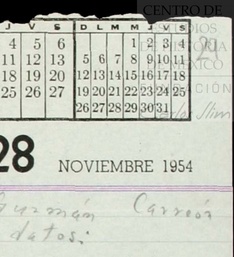 CENTRO DE
J V S D L M M J V S
4 5 6 1 2 3 4
11 12 13 5 6 7 8 9 10 11
18 19 20 12 13 14 15 16 17 18
25 26 27 19 20 21 22 23 24 25
26 27 28 29 30 31
28
NOVIEMBRE 1954
Guzmán Carreón
datos: